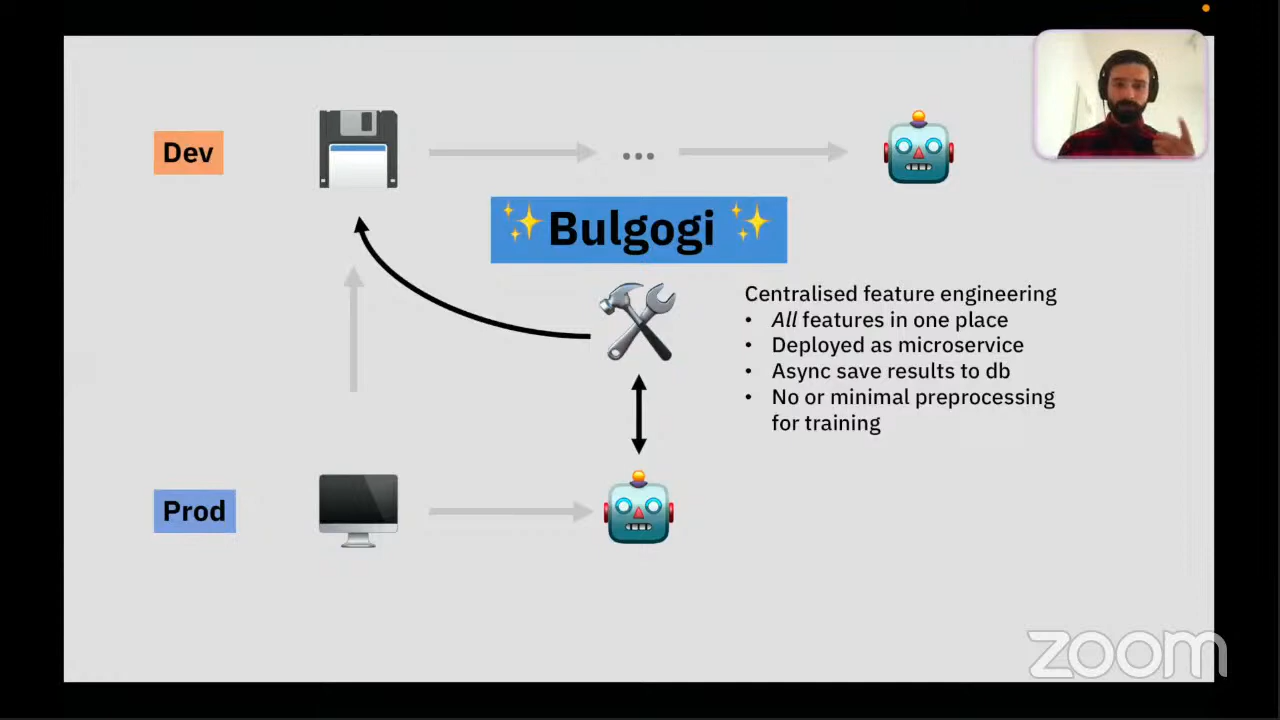 Dev
...
Bulgogi
Centralised feature engineering
• All features in one place
• Deployed as microservice
• Async save results to db
• No or minimal preprocessing
for training
Prod
zoom